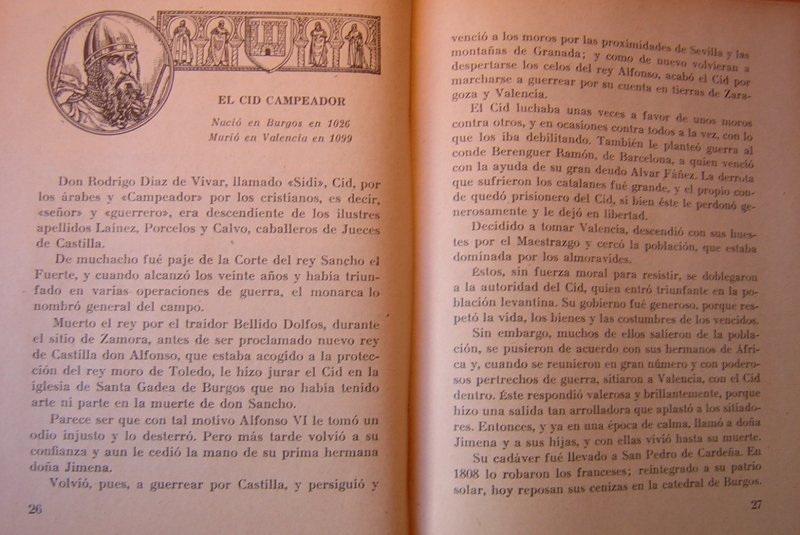 EL CID CAMPEADOR
Nació en Burgos en 1026
Murió en Valencia en 1099
Don Rodrigo Díaz de Vivar, llamado «Sidi», Cid, por
los árabes y «Campeador» por los cristianos, es decir,
«señor» y «guerrero», era descendiente de los ilustres
apellidos Laínez, Porcelos y Calvo, caballeros de Jueces
de Castilla.
De muchacho fué paje de la Corte del rey Sancho el
Fuerte, y cuando alcanzó los veinte años y había triun-
fado en varias operaciones de guerra, el monarca lo
nombró general del campo.
Muerto el rey por el traidor Bellido Dolfos, durante
el sitio de Zamora, antes de ser proclamado nuevo rey
de Castilla don Alfonso, que estaba acogido a la protec-
ción del rey moro de Toledo, le hizo jurar el Cid en la
iglesia de Santa Gadea de Burgos que no había tenido
arte ni parte en la muerte de don Sancho.
Parece ser que con tal motivo Alfonso VI le tomó un
odio injusto y lo desterró. Pero más tarde volvió a su
confianza y aun le cedió la mano de su prima hermana
doña Jimena.
Volvió, pues, a guerrear por Castilla, y persiguió y
26
venció a los moros por las proximidades de Sevilla y las
montañas de Granada; y como de nuevo volvieran a
despertarse los celos del rey Alfonso, acabó el Cid por
marcharse a guerrear por su cuenta en tierras de Zara-
goza y Valencia.
El Cid luchaba unas veces a favor de unos moros
contra otros, y en ocasiones contra todos a la vez, con lo
que los iba debilitando. También le planteó guerra al
conde Berenguer Ramón, de Barcelona, a quien venció
con la ayuda de su gran deudo Alvar Fáñez. La derrota
que sufrieron los catalanes fué grande, y el propio con-
de quedó prisionero del Cid, si bien éste le perdonó ge-
nerosamente y le dejó en libertad.
Decidido a tomar Valencia, descendió con sus hues-
tes por el Maestrazgo y cercó la población, que estaba
dominada por los almoravides.
Éstos, sin fuerza moral para resistir, se doblegaron
a la autoridad del Cid, quien entró triunfante en la po-
blación levantina. Su gobierno fué generoso, porque res-
petó la vida, los bienes y las costumbres de los vencidos.
Sin embargo, muchos de ellos salieron de la pobla-
ción, se pusieron de acuerdo con sus hermanos de Áfri-
ca y, cuando se reunieron en gran número y con podero-
sos pertrechos de guerra, sitiaron a Valencia, con el Cid
dentro. Éste respondió valerosa y brillantemente, porque
hizo una salida tan arrolladora que aplastó a los sitiado-
res. Entonces, y ya en una época de calma, llamó a doña
Jimena y a sus hijas, y con ellas vivió hasta su muerte.
Su cadáver fué llevado a San Pedro de Cardeña. En
1808 lo robaron los franceses; reintegrado a su patrio
solar, hoy reposan sus cenizas en la catedral de Burgos.
27